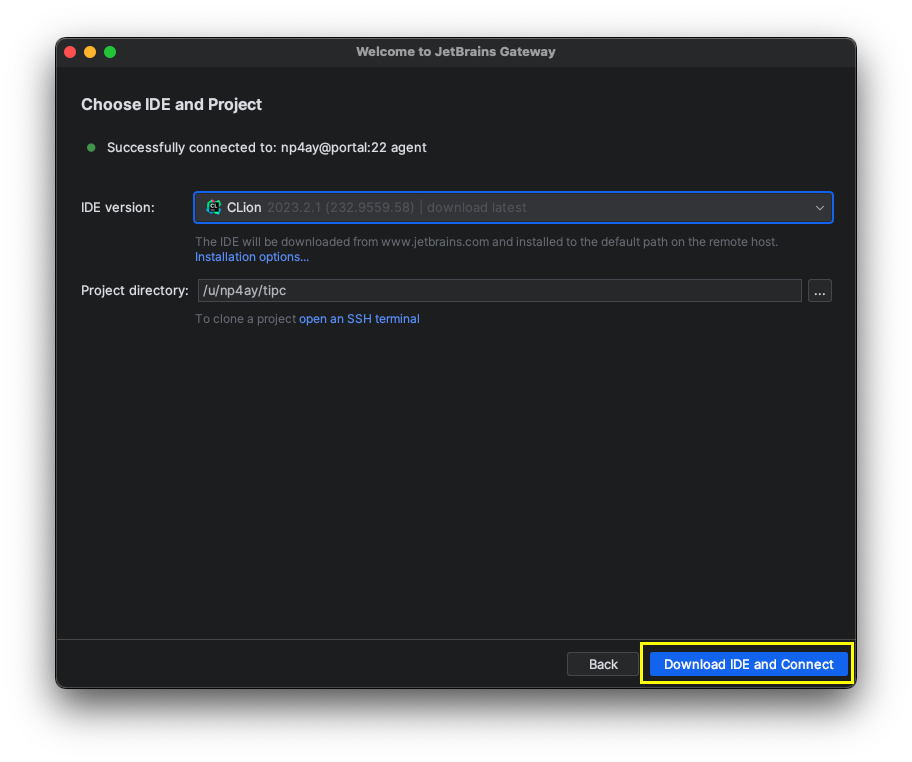 Welcome to JetBrains Gateway
Choose IDE and Project
Successfully connected to: np4ay@portal:22 agent
IDE version:
CL CLion 2023.2.1 (232.9559.58) | download latest
The IDE will be downloaded from www.jetbrains.com and installed to the default path on the remote host.
Installation options...
Project directory: /u/np4ay/tipc ...
To clone a project open an SSH terminal
Back Download IDE and Connect